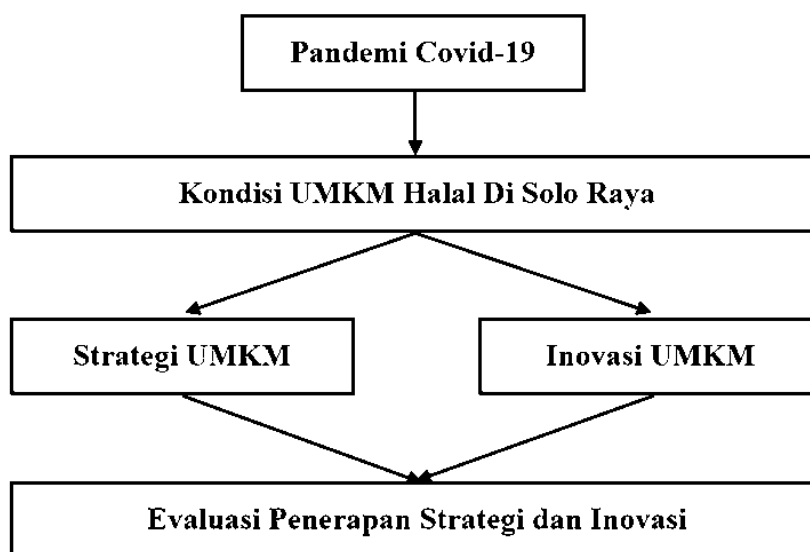 Pandemi Covid-19
Kondisi UMKM Halal Di Solo Raya
Strategi UMKM
Inovasi UMKM
Evaluasi Penerapan Strategi dan Inovasi